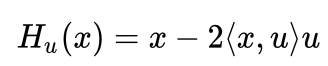 H_u(x) = x − 2⟨x, u⟩u